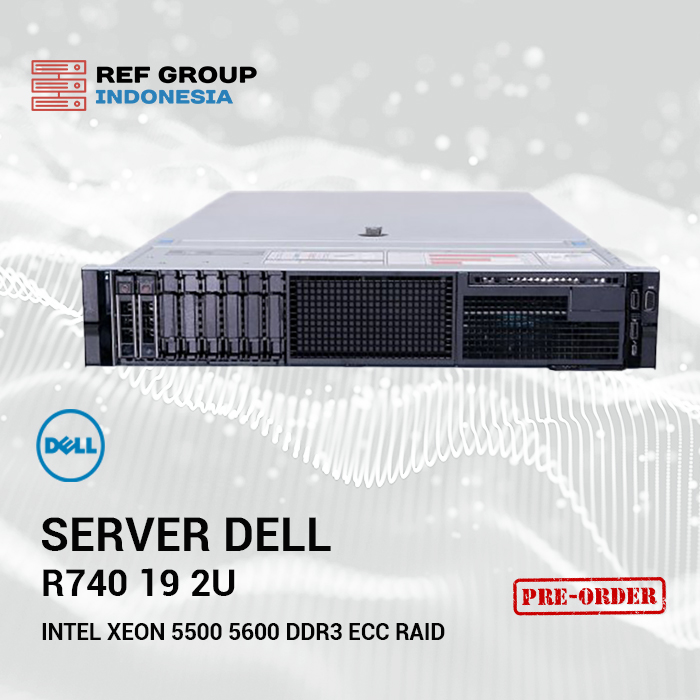 REF GROUP
INDONESIA
DELL
SERVER DELL
R740 19 2U
PRE-ORDER
INTEL XEON 5500 5600 DDR3 ECC RAID